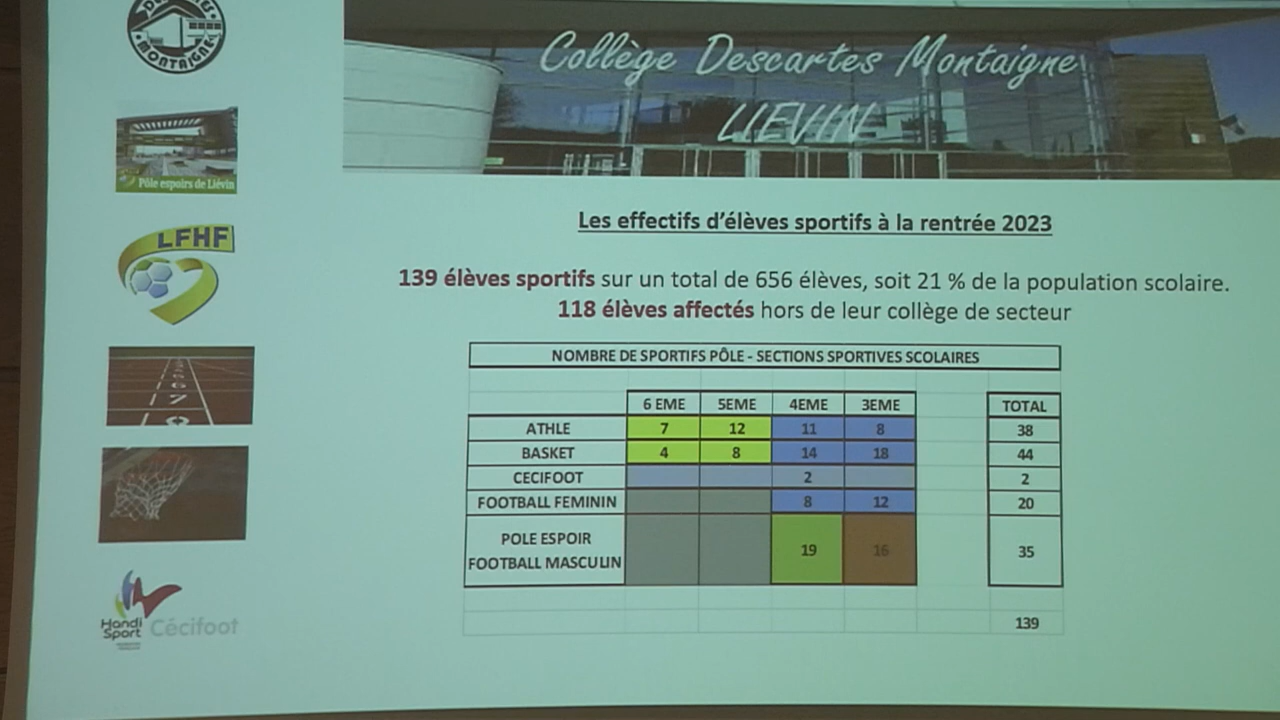 MONTAIGNE
Collège Descartes Montaigne
LIEVIN
Pôle espoirs de Liévin
LFHF
Les effectifs d'élèves sportifs à la rentrée 2023
139 élèves sportifs sur un total de 656 élèves, soit 21 % de la population scolaire.
118 élèves affectés hors de leur collège de secteur
NOMBRE DE SPORTIFS PÔLE - SECTIONS SPORTIVES SCOLAIRES
6 EME 5EME 4EME 3EME TOTAL
ATHLE 7 12 11 8 38
BASKET 4 8 14 18 44
CECIFOOT 2 2
FOOTBALL FEMININ 8 12 20
POLE ESPOIR
FOOTBALL MASCULIN 19 16 35
139
Handi
Sport Cécifoot